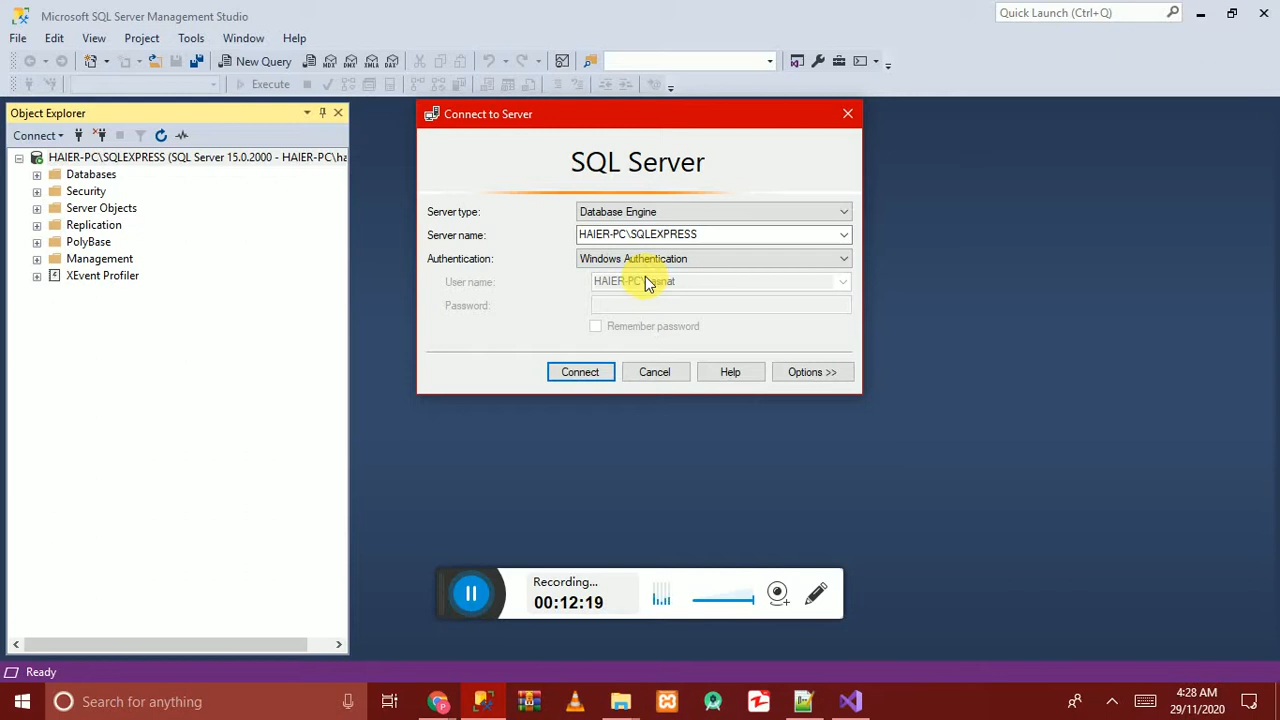 Microsoft SQL Server Management Studio
Quick Launch (Ctrl+Q)
File Edit View Project Tools Window Help
New Query
Execute
Object Explorer
Connect
HAIER-PC\SQLEXPRESS (SQL Server 15.0.2000 - HAIER-PC\ha
Databases
Security
Server Objects
Replication
PolyBase
Management
XEvent Profiler
Connect to Server
SQL Server
Server type: Database Engine
Server name: HAIER-PC\SQLEXPRESS
Authentication: Windows Authentication
User name:
Password:
Remember password
Connect Cancel Help Options >>
Recording...
00:12:19
Ready
Search for anything
4:28 AM
29/11/2020